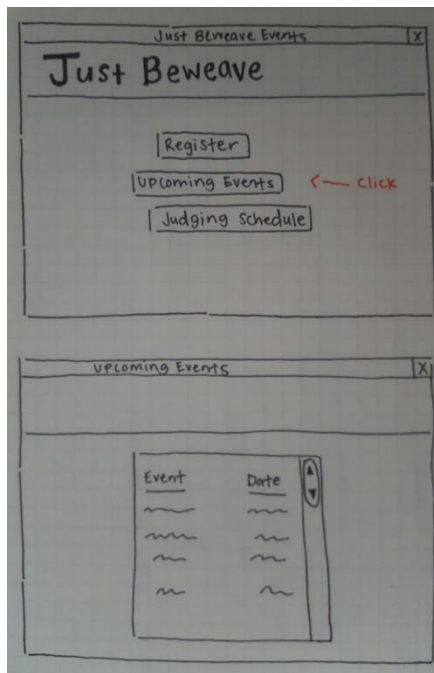 Just Beweave Events X
Just Beweave
Register
Upcoming Events
click
Judging Schedule
Upcoming Events X
Event Date